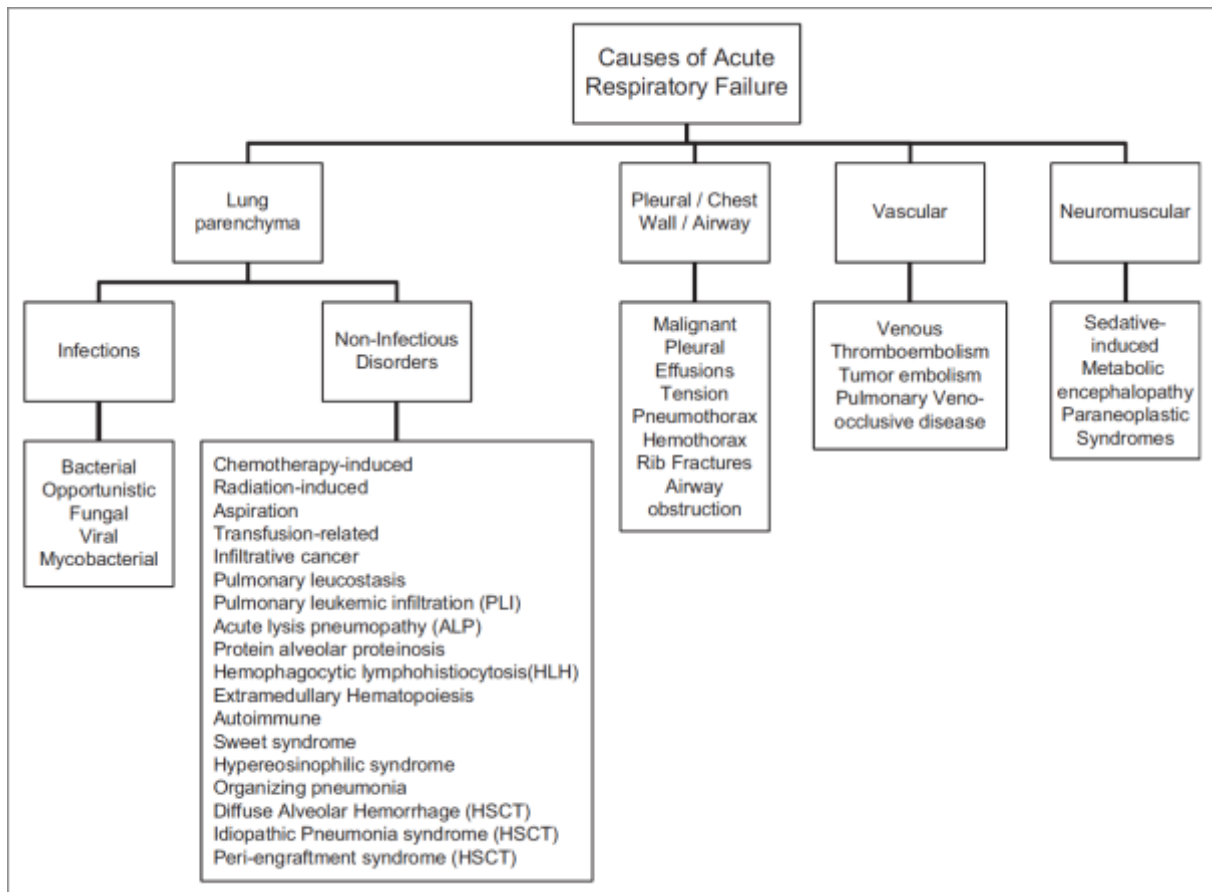 Causes of Acute
Respiratory Failure
Lung
parenchyma
Pleural / Chest
Wall / Airway
Vascular
Neuromuscular
Infections
Non-Infectious
Disorders
Malignant
Pleural
Effusions
Tension
Pneumothorax
Hemothorax
Rib Fractures
Airway
obstruction
Venous
Thromboembolism
Tumor embolism
Pulmonary Veno-
occlusive disease
Sedative-
induced
Metabolic
encephalopathy
Paraneoplastic
Syndromes
Bacterial
Opportunistic
Fungal
Viral
Mycobacterial
Chemotherapy-induced
Radiation-induced
Aspiration
Transfusion-related
Infiltrative cancer
Pulmonary leucostasis
Pulmonary leukemic infiltration (PLI)
Acute lysis pneumopathy (ALP)
Protein alveolar proteinosis
Hemophagocytic lymphohistiocytosis(HLH)
Extramedullary Hematopoiesis
Autoimmune
Sweet syndrome
Hypereosinophilic syndrome
Organizing pneumonia
Diffuse Alveolar Hemorrhage (HSCT)
Idiopathic Pneumonia syndrome (HSCT)
Peri-engraftment syndrome (HSCT)